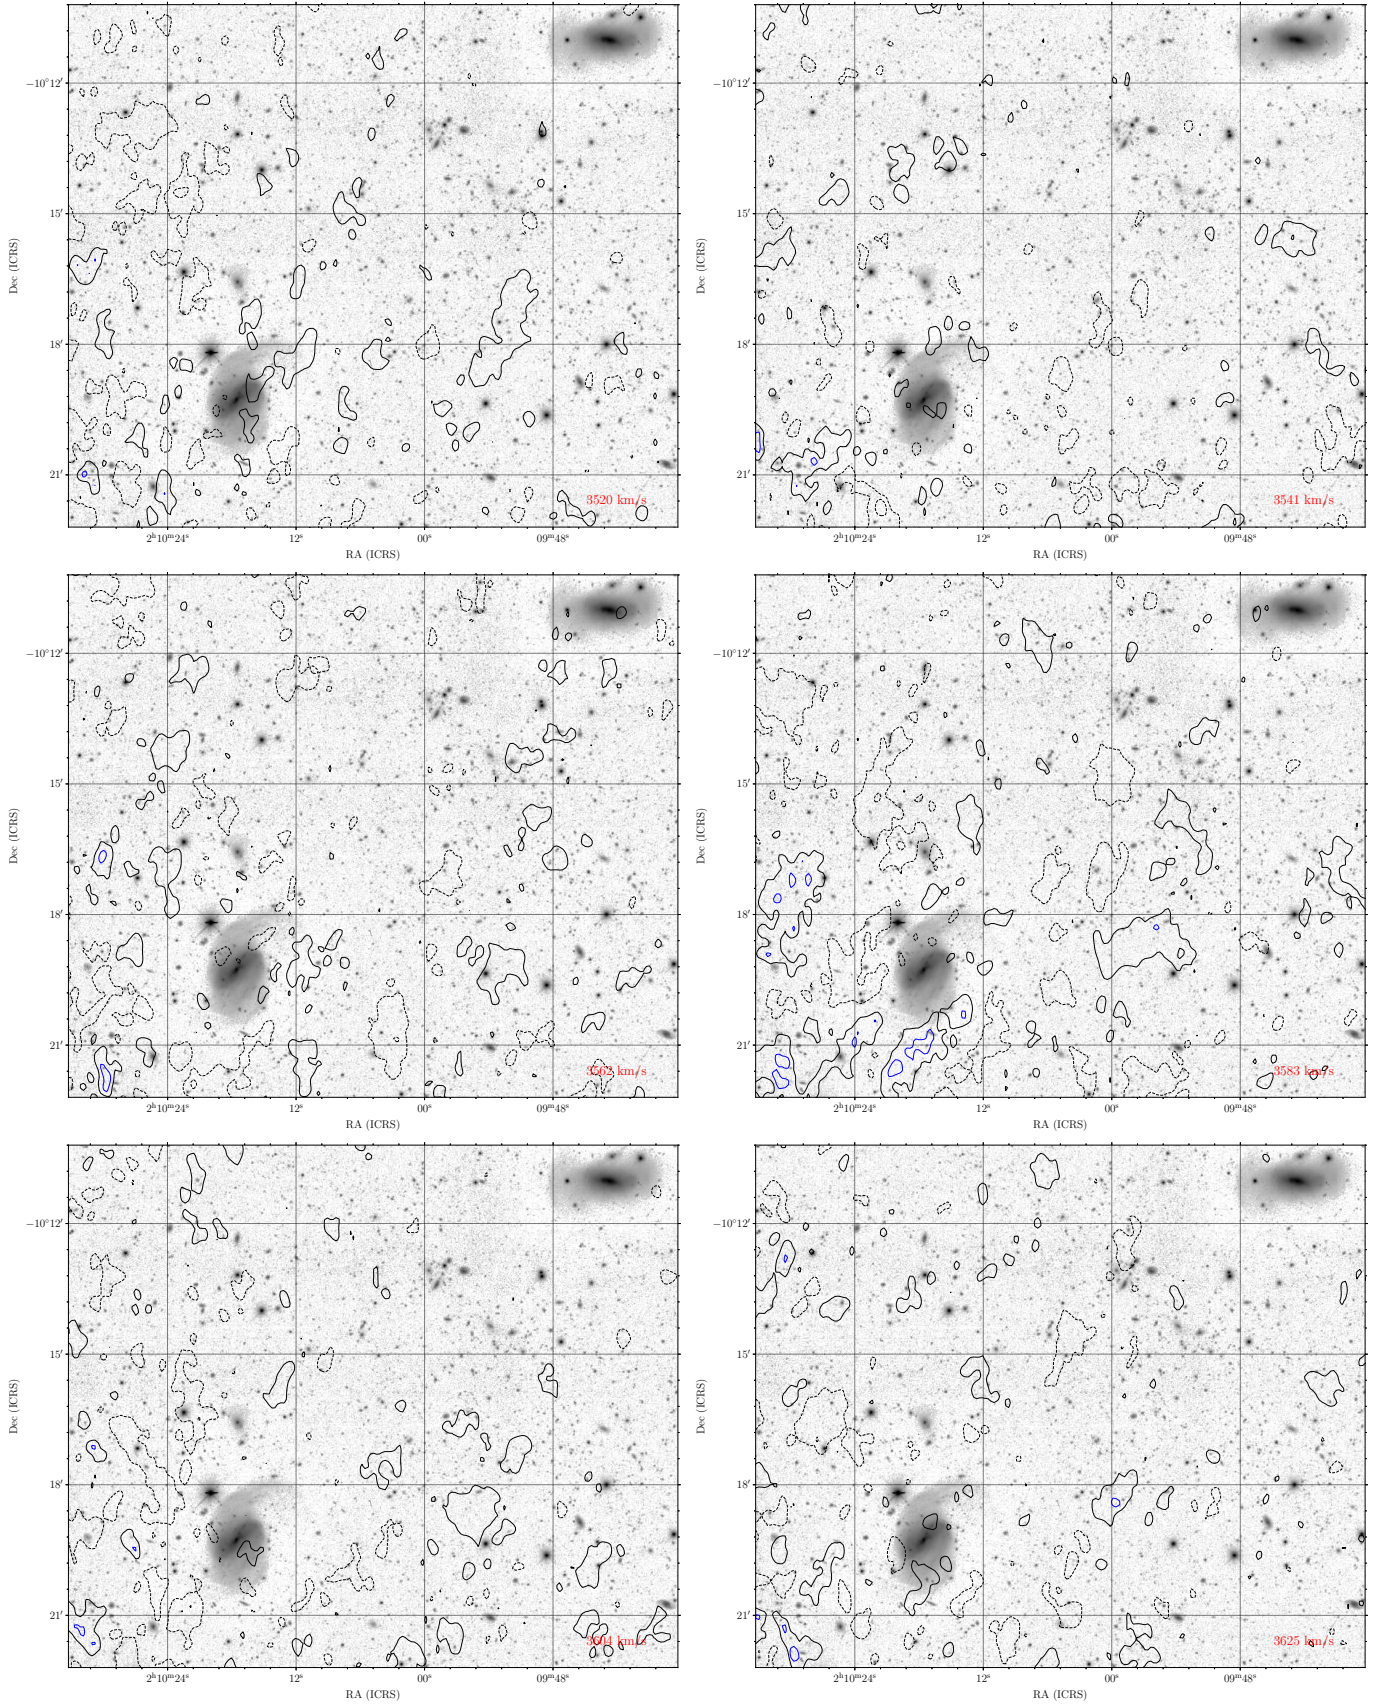 −10°12′
15′
18′
21′
Dec (ICRS)
2ʰ10ᵐ24ˢ
12ˢ
00ˢ
09ᵐ48ˢ
RA (ICRS)
3520 km/s
−10°12′
15′
18′
21′
Dec (ICRS)
2ʰ10ᵐ24ˢ
12ˢ
00ˢ
09ᵐ48ˢ
RA (ICRS)
3541 km/s
−10°12′
15′
18′
21′
Dec (ICRS)
2ʰ10ᵐ24ˢ
12ˢ
00ˢ
09ᵐ48ˢ
RA (ICRS)
3562 km/s
−10°12′
15′
18′
21′
Dec (ICRS)
2ʰ10ᵐ24ˢ
12ˢ
00ˢ
09ᵐ48ˢ
RA (ICRS)
3583 km/s
−10°12′
15′
18′
21′
Dec (ICRS)
2ʰ10ᵐ24ˢ
12ˢ
00ˢ
09ᵐ48ˢ
RA (ICRS)
3604 km/s
−10°12′
15′
18′
21′
Dec (ICRS)
2ʰ10ᵐ24ˢ
12ˢ
00ˢ
09ᵐ48ˢ
RA (ICRS)
3625 km/s